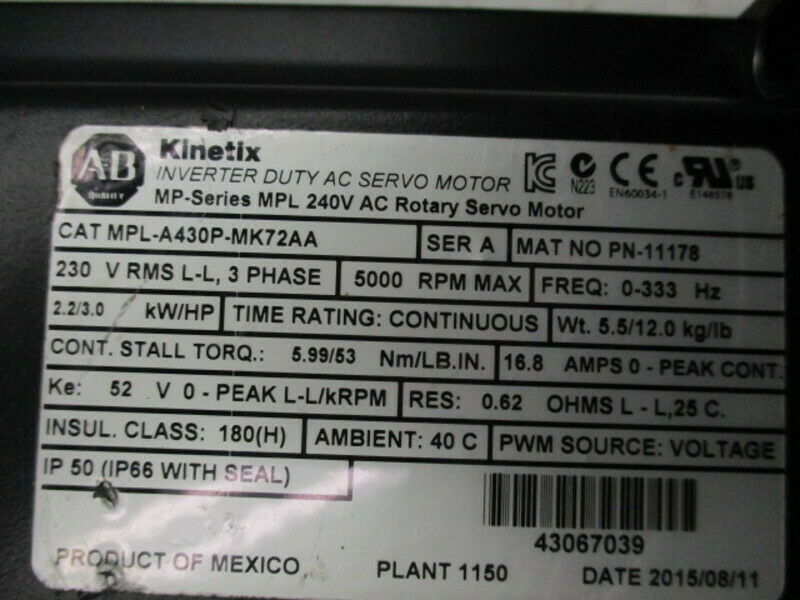 AB
QUALITY
Kinetix
INVERTER DUTY AC SERVO MOTOR
MP-Series MPL 240V AC Rotary Servo Motor
N223
CE
EN60034-1
c RU US
CAT MPL-A430P-MK72AA
SER A
MAT NO PN-11178
230 V RMS L-L, 3 PHASE
5000 RPM MAX
FREQ: 0-333 Hz
2.2/3.0 kW/HP
TIME RATING: CONTINUOUS
Wt. 5.5/12.0 kg/lb
CONT. STALL TORQ.: 5.99/53 Nm/LB.IN.
16.8 AMPS 0 - PEAK CONT.
Ke: 52 V 0 - PEAK L-L/kRPM
RES: 0.62 OHMS L - L,25 C.
INSUL. CLASS: 180(H)
AMBIENT: 40 C
PWM SOURCE: VOLTAGE
IP 50 (IP66 WITH SEAL)
43067039
PRODUCT OF MEXICO
PLANT 1150
DATE 2015/08/11